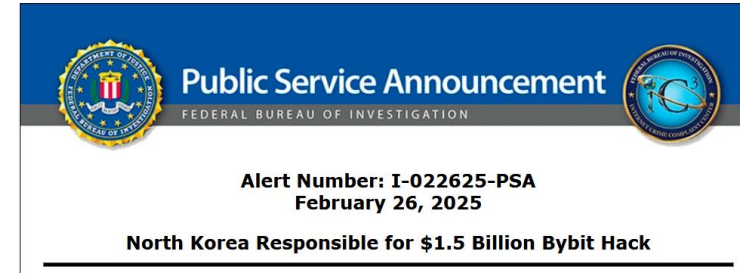 Public Service Announcement
FEDERAL BUREAU OF INVESTIGATION
Alert Number: I-022625-PSA
February 26, 2025
North Korea Responsible for $1.5 Billion Bybit Hack